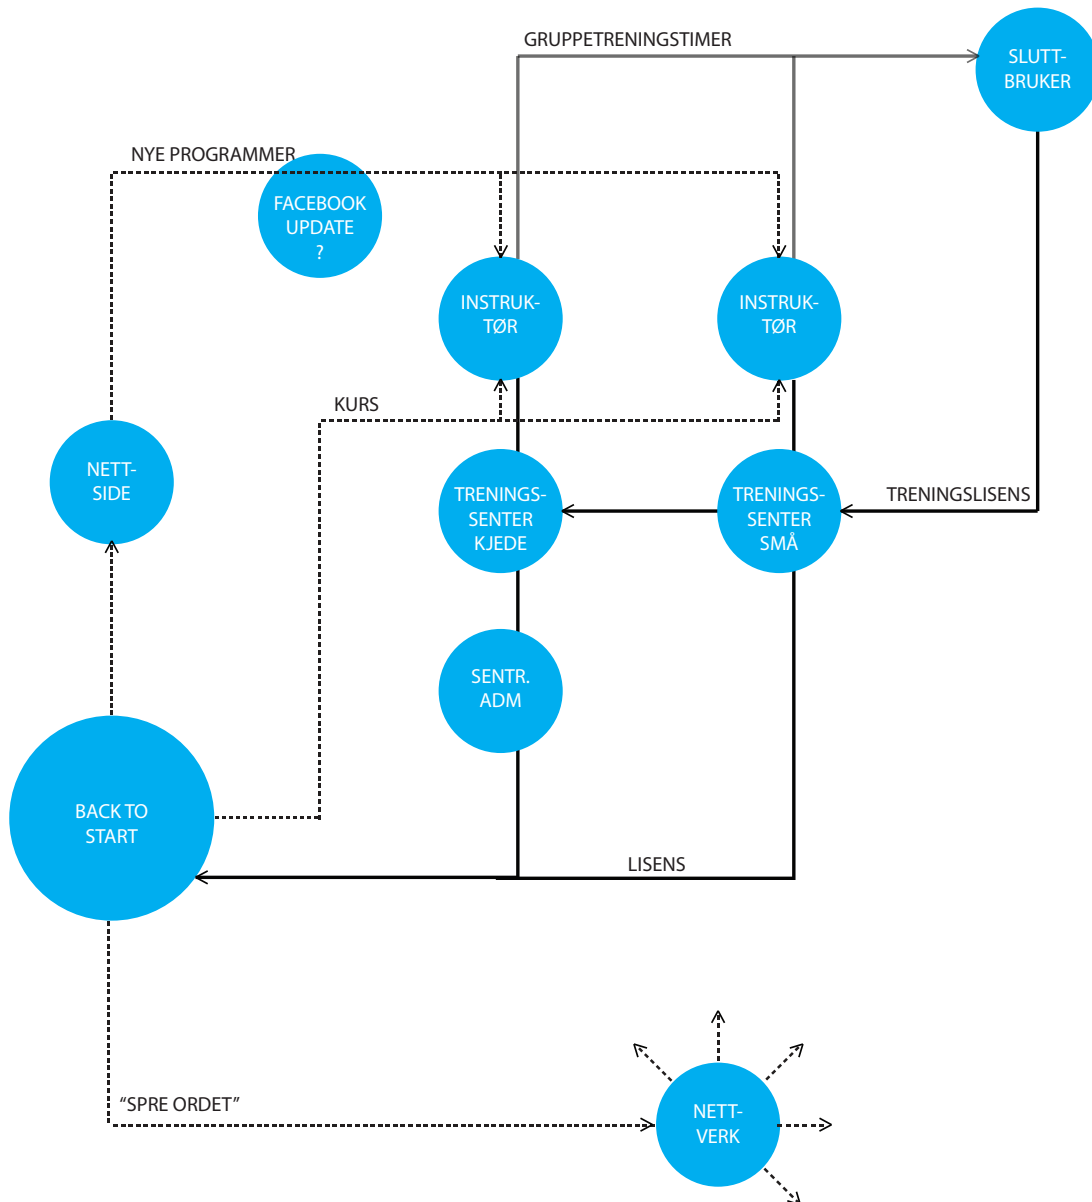 GRUPPETRENINGSTIMER
SLUTT-
BRUKER
NYE PROGRAMMER
FACEBOOK
UPDATE
?
INSTRUK-
TØR
INSTRUK-
TØR
KURS
NETT-
SIDE
TRENINGS-
SENTER
KJEDE
TRENINGS-
SENTER
SMÅ
TRENINGSLISENS
SENTR.
ADM
BACK TO
START
LISENS
“SPRE ORDET”
NETT-
VERK